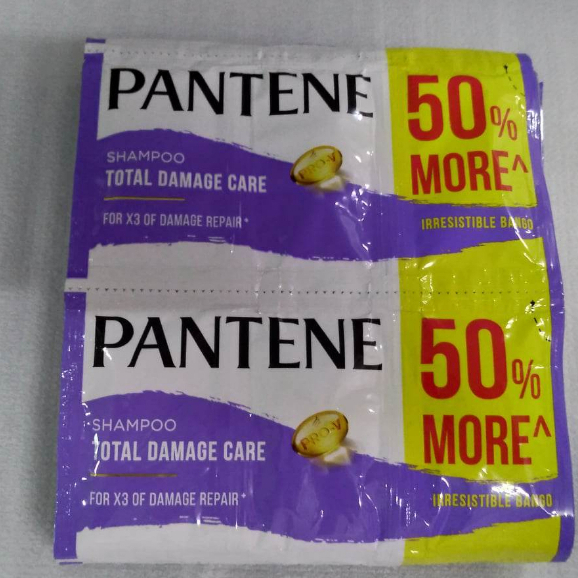 PANTENE
50%
MORE^
SHAMPOO
TOTAL DAMAGE CARE
PRO-V
FOR X3 OF DAMAGE REPAIR*
IRRESISTIBLE BANGO
PANTENE
50%
MORE^
SHAMPOO
TOTAL DAMAGE CARE
PRO-V
FOR X3 OF DAMAGE REPAIR*
IRRESISTIBLE BANGO